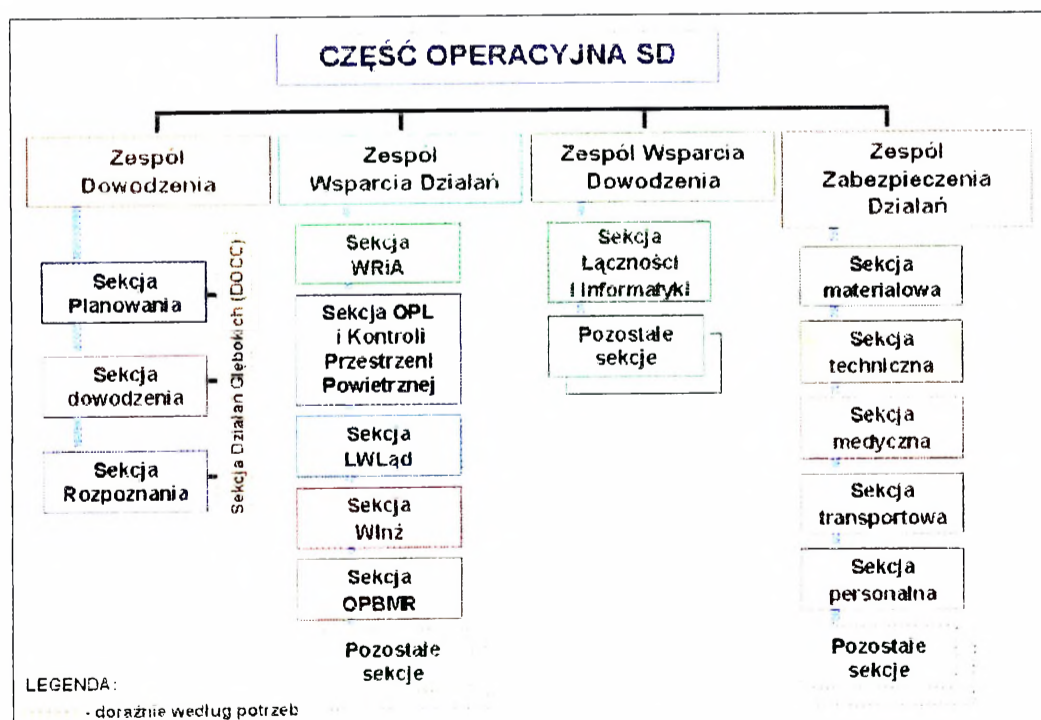 CZĘŚĆ OPERACYJNA SD
Zespół
Dowodzenia
Sekcja
Planowania
Sekcja
dowodzenia
Sekcja
Rozpoznania
Sekcja Działań Głębokich (DOCC)
Zespół
Wsparcia Działań
Sekcja
WRiA
Sekcja OPL
i Kontroli
Przestrzeni
Powietrznej
Sekcja
LWLąd
Sekcja
WInż
Sekcja
OPBMR
Pozostałe
sekcje
Zespół Wsparcia
Dowodzenia
Sekcja
Łączności
i Informatyki
Pozostałe
sekcje
Zespół
Zabezpieczenia
Działań
Sekcja
materiałowa
Sekcja
techniczna
Sekcja
medyczna
Sekcja
transportowa
Sekcja
personalna
Pozostałe
sekcje
LEGENDA:
- doraźnie według potrzeb